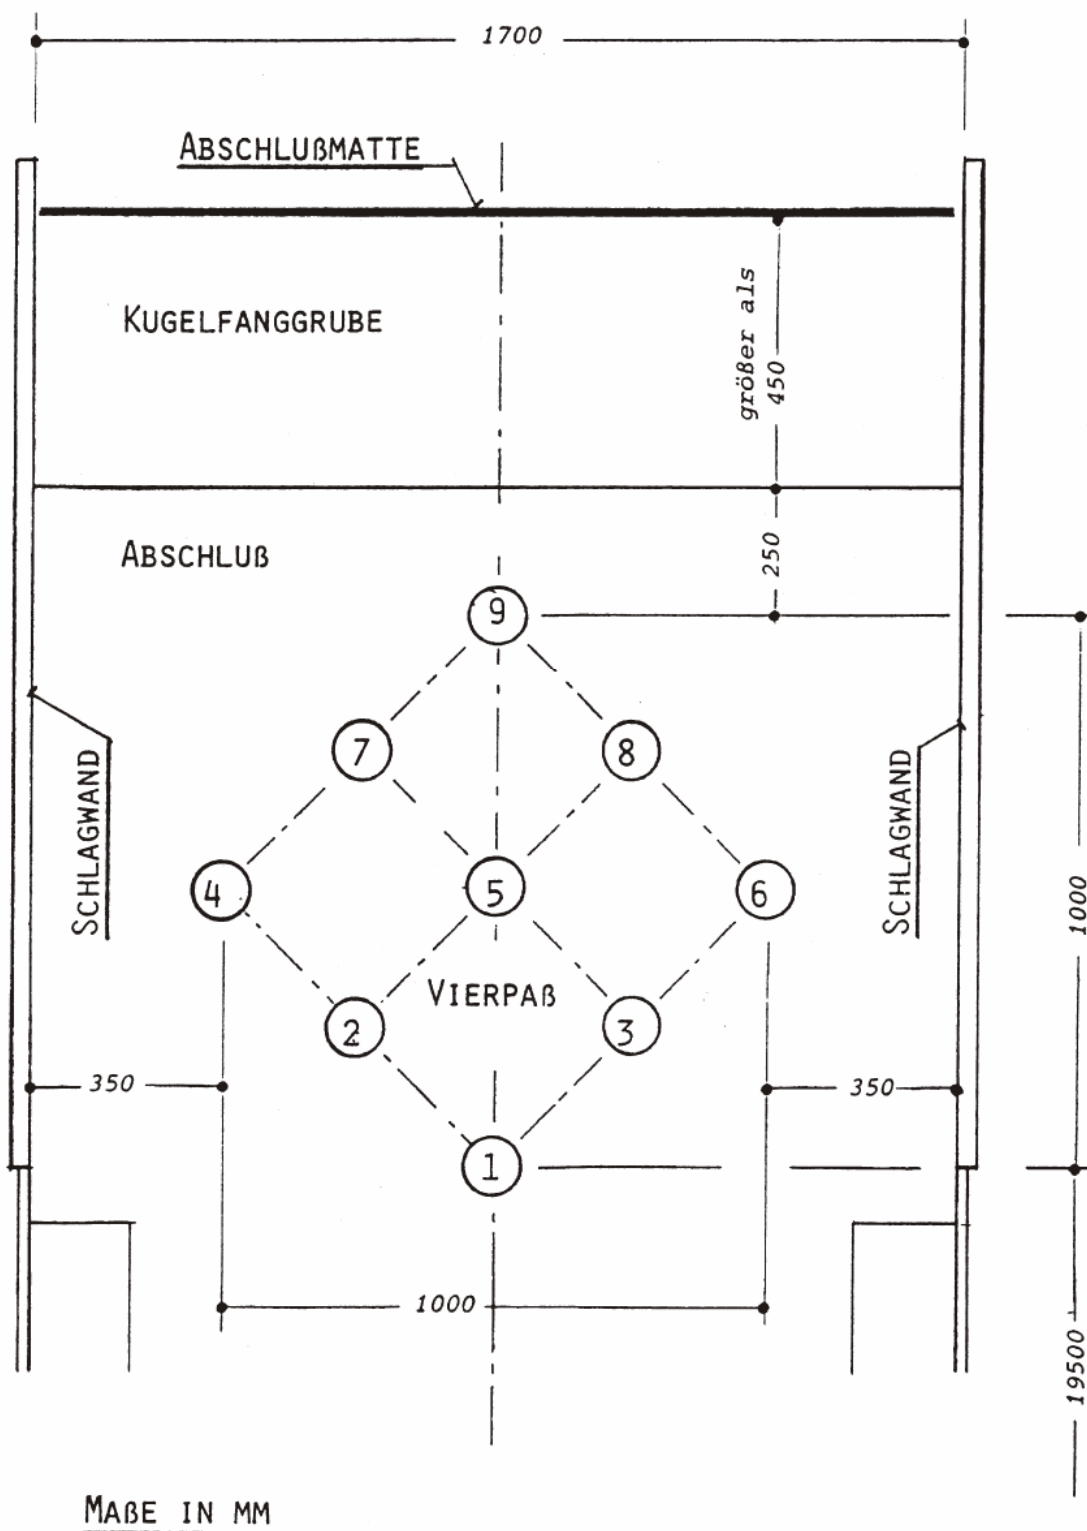 1700
ABSCHLUßMATTE
KUGELFANGGRUBE
größer als
450
ABSCHLUß
250
9
7
8
SCHLAGWAND
SCHLAGWAND
4
5
6
1000
VIERPAß
2
3
350
350
1
1000
19500
MAßE IN MM